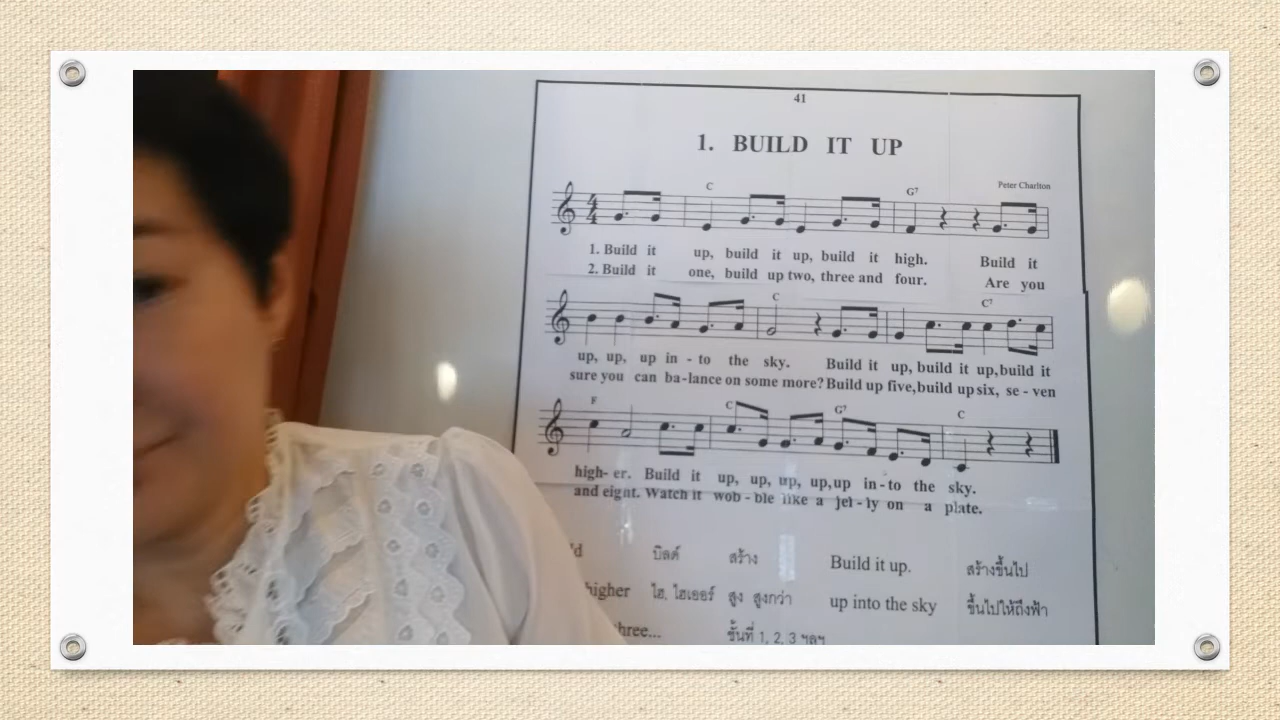 41
1. BUILD IT UP
Peter Charlton
C G7
1. Build it up, build it up, build it high. Build it
2. Build it one, build up two, three and four. Are you
C C7
up, up, up in - to the sky. Build it up, build it up, build it
sure you can ba-lance on some more? Build up five, build up six, se - ven
F C G7 C
high- er. Build it up, up, up, up, up in - to the sky.
and eight. Watch it wob - ble like a jel - ly on a plate.
บิลด์ สร้าง Build it up. สร้างขึ้นไป
higher ไฮ, ไฮเออร์ สูง สูงกว่า up into the sky ขึ้นไปให้ถึงฟ้า
three... ชั้นที่ 1, 2, 3 ฯลฯ